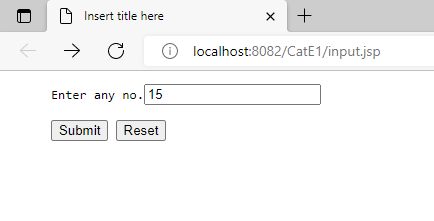 Insert title here
localhost:8082/CatE1/input.jsp
Enter any no. 15
Submit Reset